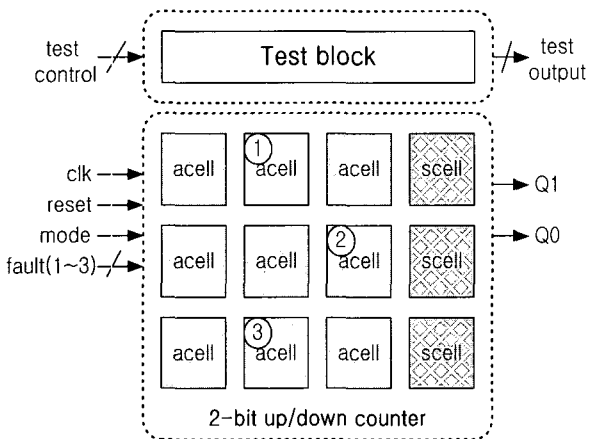 test control
Test block
test output
clk
reset
mode
fault(1~3)
1
acell
acell
acell
scell
2
acell
acell
acell
scell
3
acell
acell
acell
scell
Q1
Q0
2-bit up/down counter